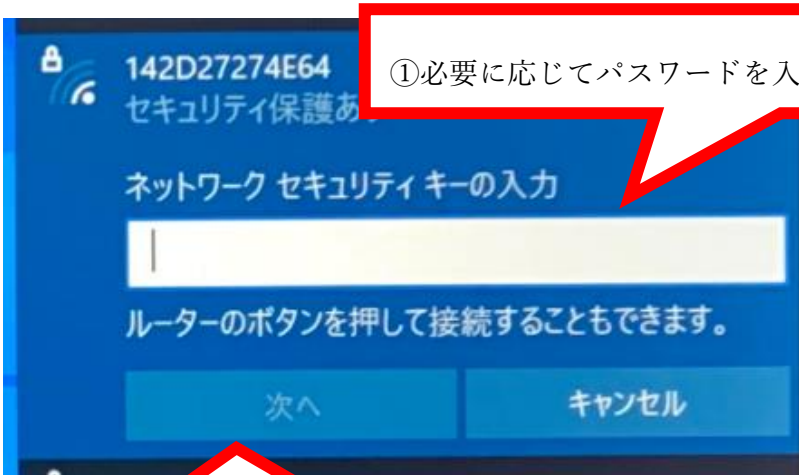 142D27274E64
①必要に応じてパスワードを入
セキュリティ保護あ
ネットワーク セキュリティ キーの入力
ルーターのボタンを押して接続することもできます。
次へ
キャンセル